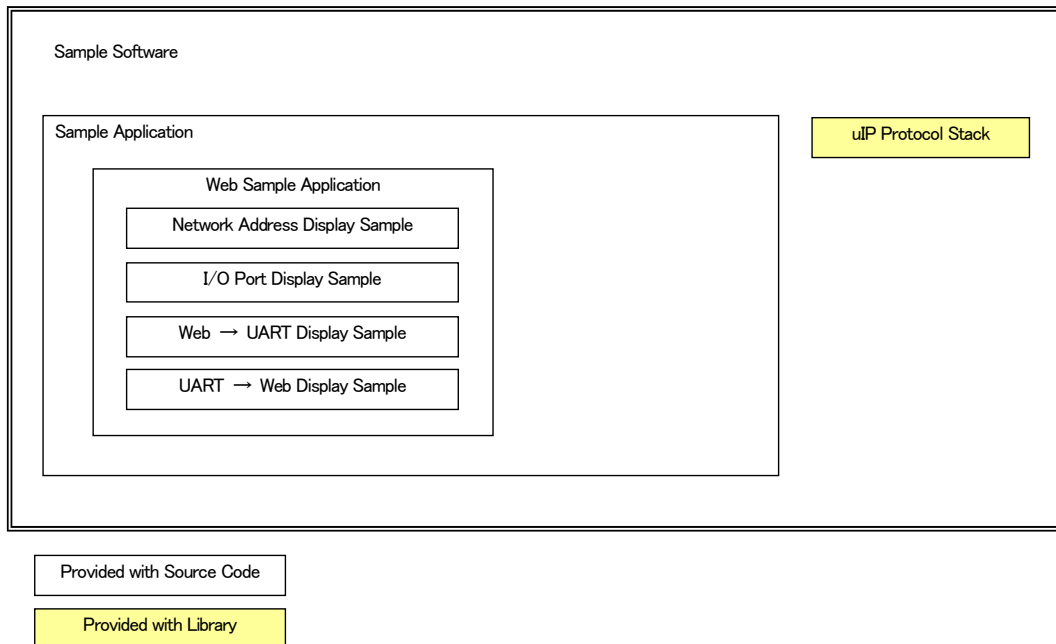 Sample Software
Sample Application
uIP Protocol Stack
Web Sample Application
Network Address Display Sample
I/O Port Display Sample
Web → UART Display Sample
UART → Web Display Sample
Provided with Source Code
Provided with Library